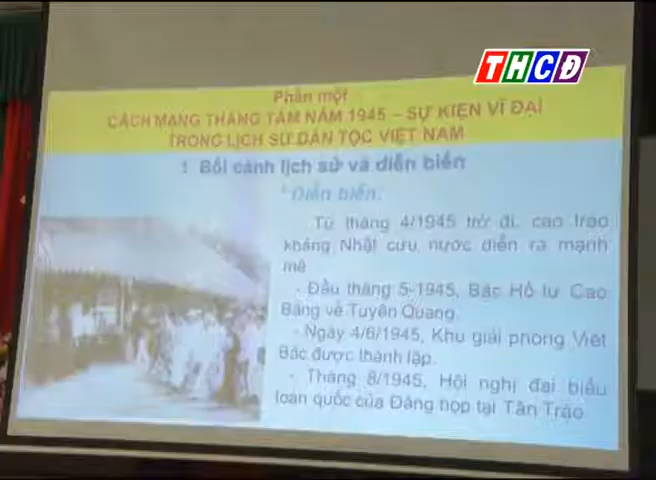 THCĐ
Phần một
CÁCH MẠNG THÁNG TÁM NĂM 1945 – SỰ KIỆN VĨ ĐẠI
TRONG LỊCH SỬ DÂN TỘC VIỆT NAM
1. Bối cảnh lịch sử và diễn biến
* Diễn biến:
Từ tháng 4/1945 trở đi, cao trào
kháng Nhật cứu nước diễn ra mạnh
mẽ
- Đầu tháng 5-1945, Bác Hồ từ Cao
Bằng về Tuyên Quang.
- Ngày 4/6/1945, Khu giải phóng Việt
Bắc được thành lập.
- Tháng 8/1945, Hội nghị đại biểu
toàn quốc của Đảng họp tại Tân Trào